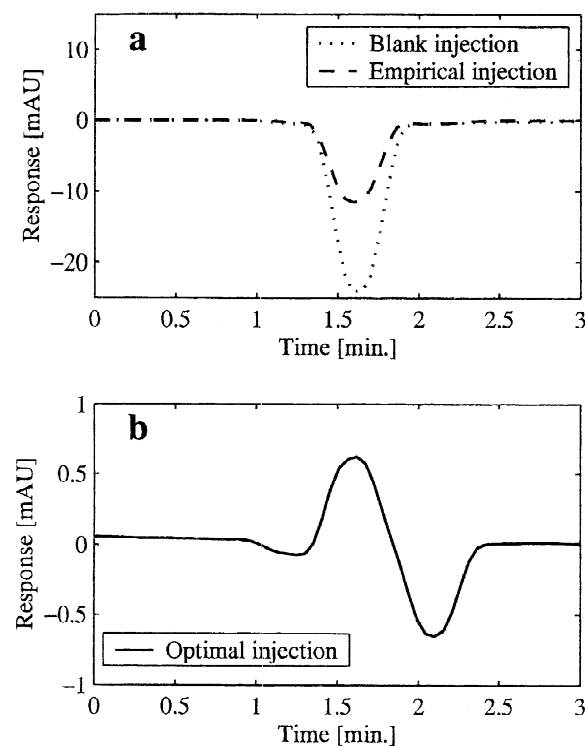 a
Blank injection
Empirical injection
Response [mAU]
10
0
−10
−20
0 0.5 1 1.5 2 2.5 3
Time [min.]
b
Response [mAU]
1
0.5
0
−0.5
−1
Optimal injection
0 0.5 1 1.5 2 2.5 3
Time [min.]